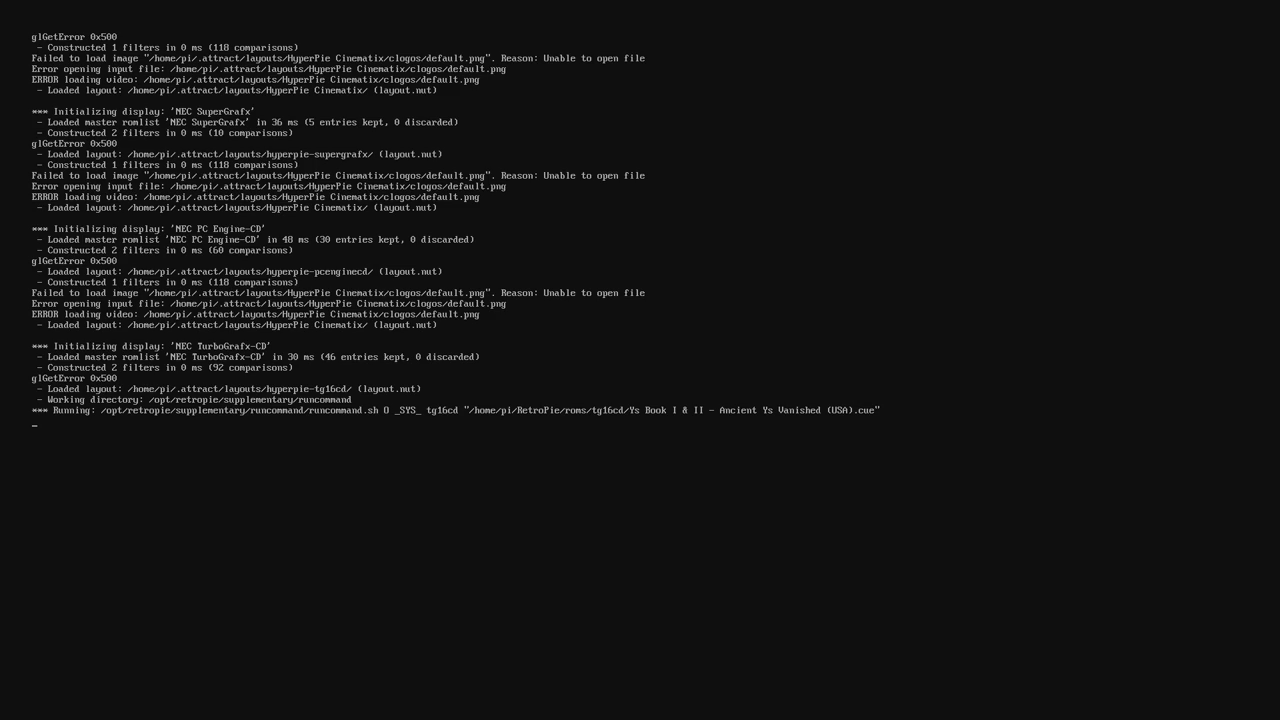 glGetError 0x500
- Constructed 1 filters in 0 ms (118 comparisons)
Failed to load image "/home/pi/.attract/layouts/HyperPie Cinematix/clogos/default.png". Reason: Unable to open file
Error opening input file: /home/pi/.attract/layouts/HyperPie Cinematix/clogos/default.png
ERROR loading video: /home/pi/.attract/layouts/HyperPie Cinematix/clogos/default.png
- Loaded layout: /home/pi/.attract/layouts/HyperPie Cinematix/ (layout.nut)
*** Initializing display: 'NEC SuperGrafx'
- Loaded master romlist 'NEC SuperGrafx' in 36 ms (5 entries kept, 0 discarded)
- Constructed 2 filters in 0 ms (10 comparisons)
glGetError 0x500
- Loaded layout: /home/pi/.attract/layouts/hyperpie-supergrafx/ (layout.nut)
- Constructed 1 filters in 0 ms (118 comparisons)
Failed to load image "/home/pi/.attract/layouts/HyperPie Cinematix/clogos/default.png". Reason: Unable to open file
Error opening input file: /home/pi/.attract/layouts/HyperPie Cinematix/clogos/default.png
ERROR loading video: /home/pi/.attract/layouts/HyperPie Cinematix/clogos/default.png
- Loaded layout: /home/pi/.attract/layouts/HyperPie Cinematix/ (layout.nut)
*** Initializing display: 'NEC PC Engine-CD'
- Loaded master romlist 'NEC PC Engine-CD' in 48 ms (30 entries kept, 0 discarded)
- Constructed 2 filters in 0 ms (60 comparisons)
glGetError 0x500
- Loaded layout: /home/pi/.attract/layouts/hyperpie-pcenginecd/ (layout.nut)
- Constructed 1 filters in 0 ms (118 comparisons)
Failed to load image "/home/pi/.attract/layouts/HyperPie Cinematix/clogos/default.png". Reason: Unable to open file
Error opening input file: /home/pi/.attract/layouts/HyperPie Cinematix/clogos/default.png
ERROR loading video: /home/pi/.attract/layouts/HyperPie Cinematix/clogos/default.png
- Loaded layout: /home/pi/.attract/layouts/HyperPie Cinematix/ (layout.nut)
*** Initializing display: 'NEC TurboGrafx-CD'
- Loaded master romlist 'NEC TurboGrafx-CD' in 30 ms (46 entries kept, 0 discarded)
- Constructed 2 filters in 0 ms (92 comparisons)
glGetError 0x500
- Loaded layout: /home/pi/.attract/layouts/hyperpie-tg16cd/ (layout.nut)
- Working directory: /opt/retropie/supplementary/runcommand
*** Running: /opt/retropie/supplementary/runcommand/runcommand.sh 0 _SYS_ tg16cd "/home/pi/RetroPie/roms/tg16cd/Ys Book I & II - Ancient Ys Vanished (USA).cue"
_